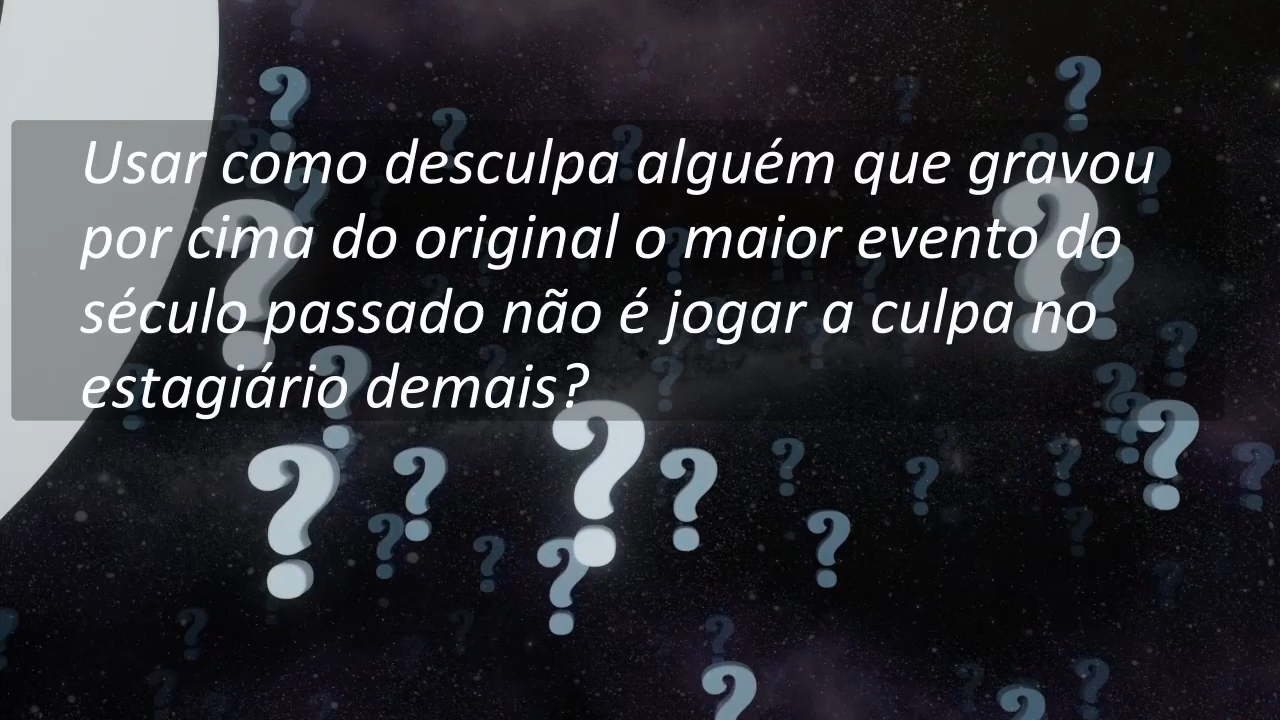 Usar como desculpa alguém que gravou
por cima do original o maior evento do
século passado não é jogar a culpa no
estagiário demais?